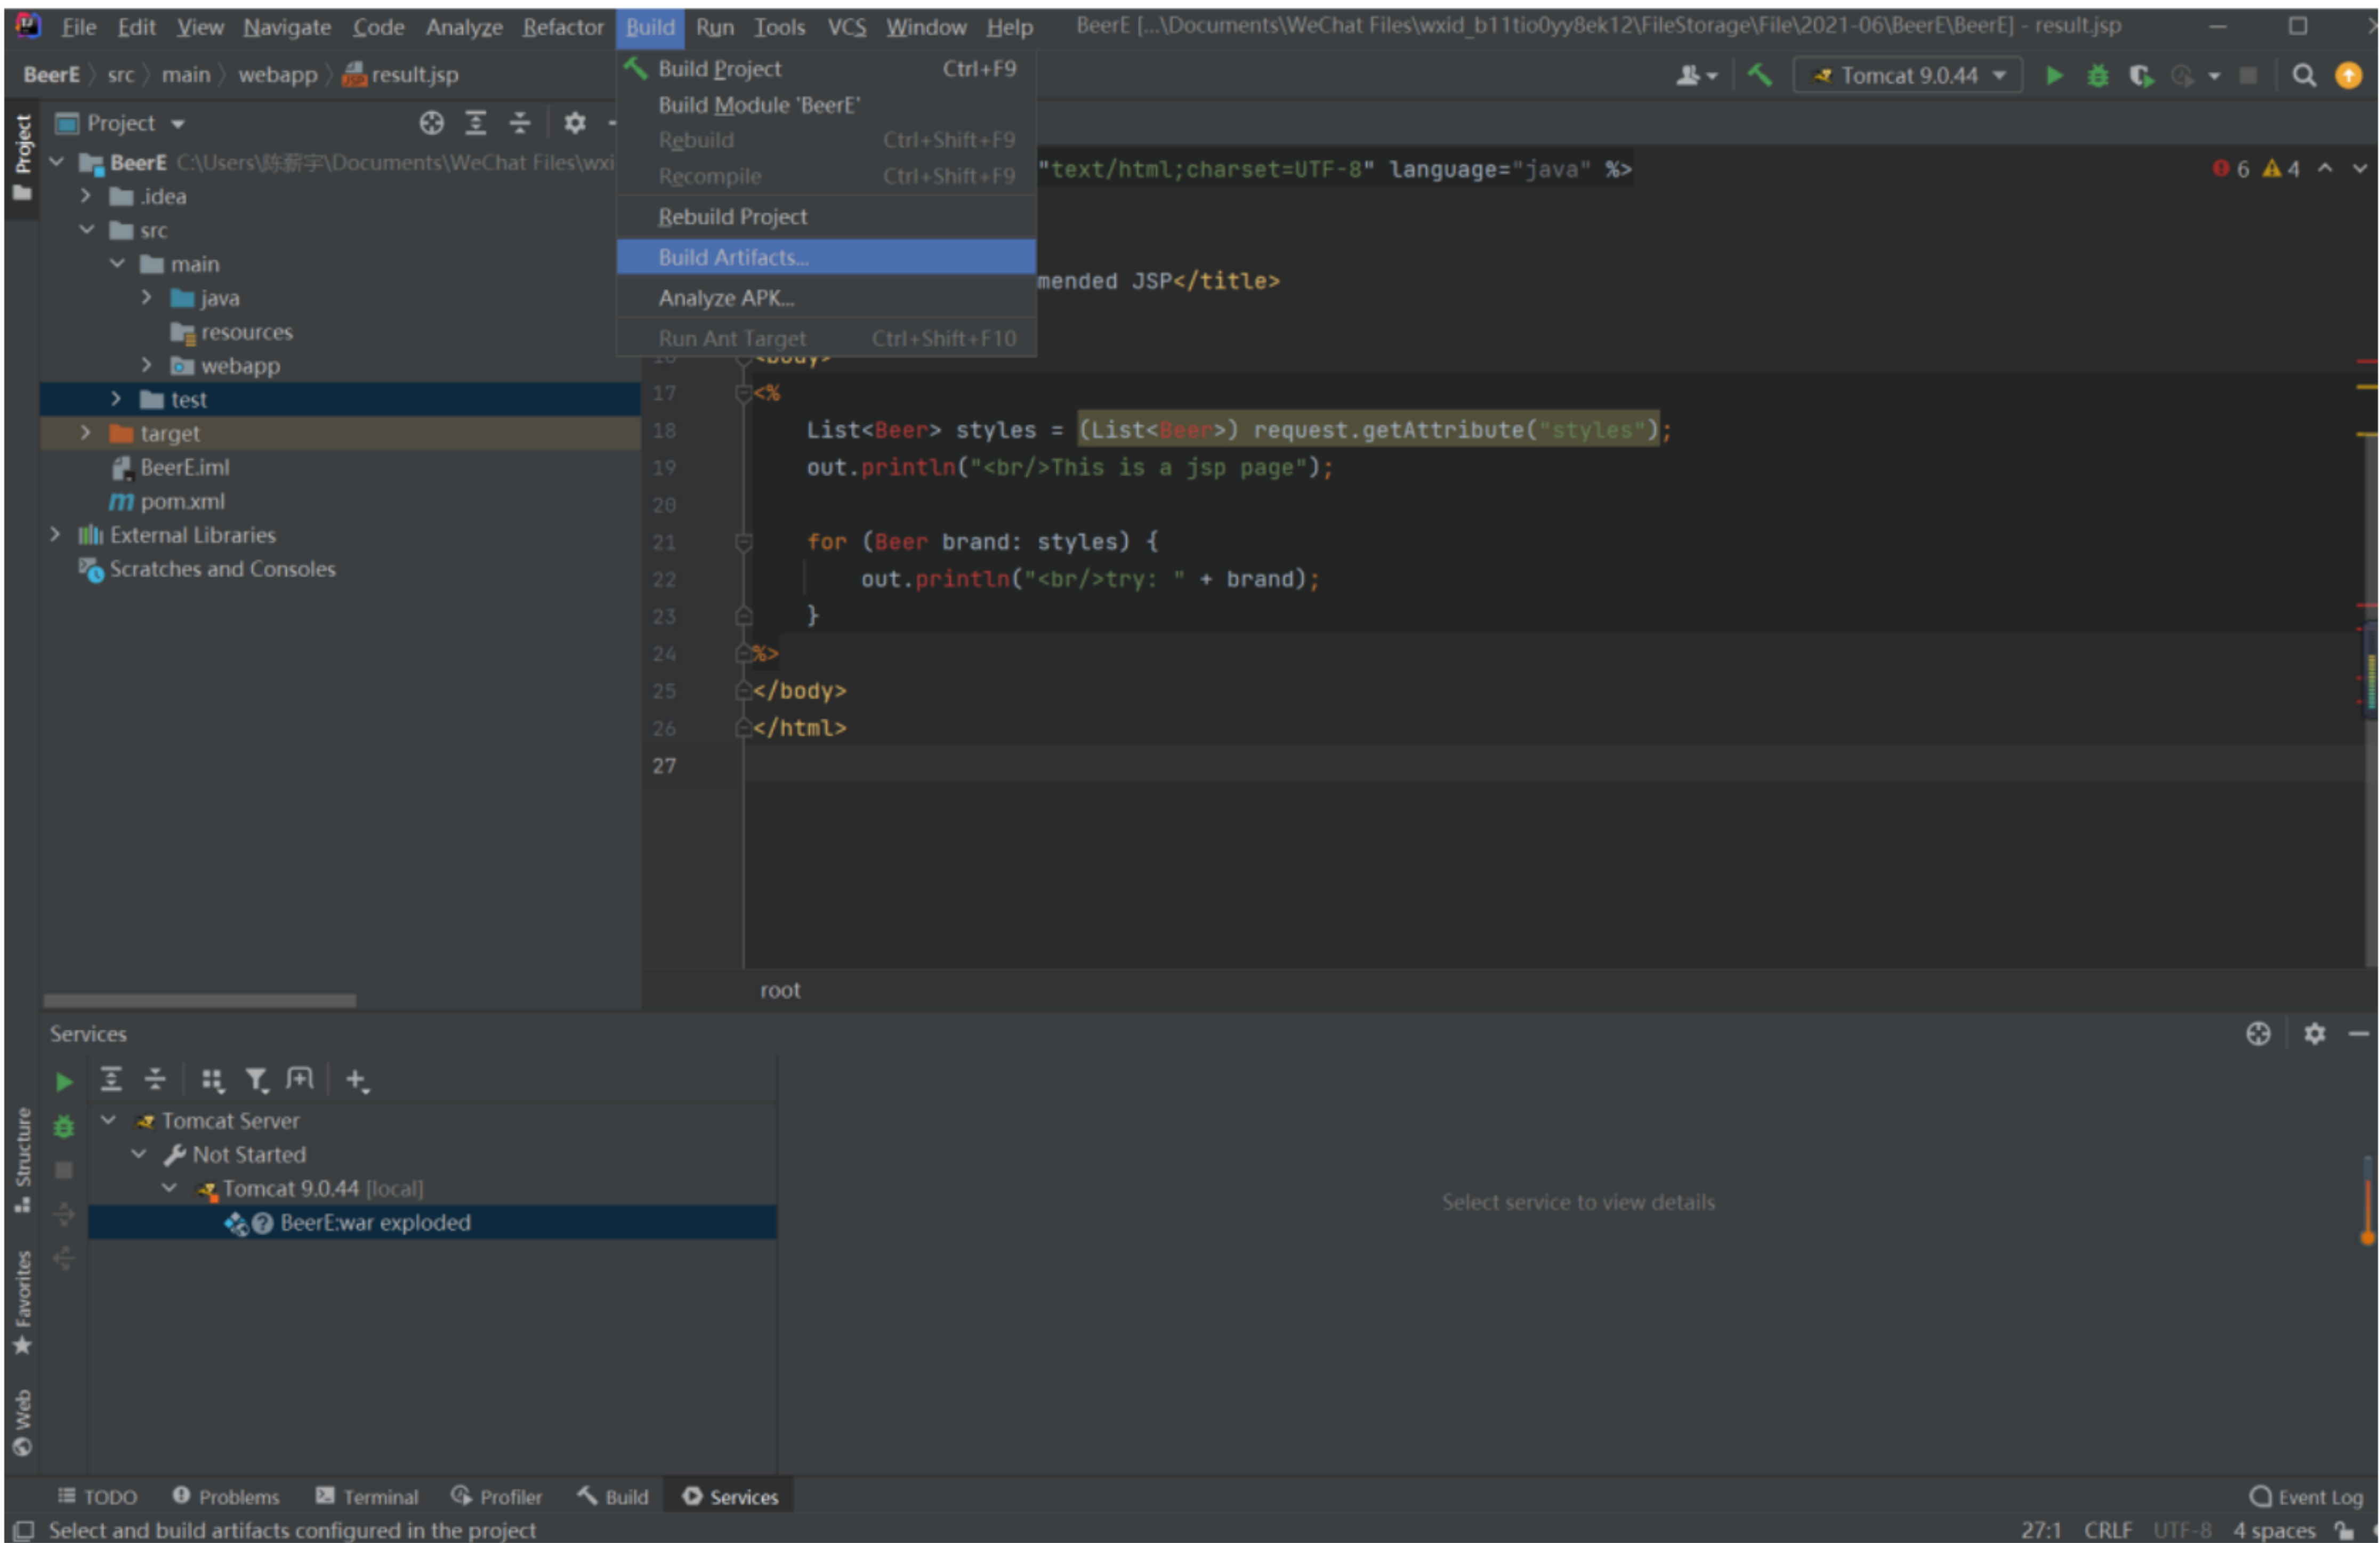 File Edit View Navigate Code Analyze Refactor Build Run Tools VCS Window Help BeerE [...\Documents\WeChat Files\wxid_b11tio0yy8ek12\FileStorage\File\2021-06\BeerE\BeerE] - result.jsp
BeerE src main webapp result.jsp
Tomcat 9.0.44
Build Project Ctrl+F9
Build Module 'BeerE'
Rebuild Ctrl+Shift+F9
Recompile Ctrl+Shift+F9
Rebuild Project
Build Artifacts...
Analyze APK...
Run Ant Target Ctrl+Shift+F10
Project
Project
BeerE C:\Users\陈薪宇\Documents\WeChat Files\wxi
.idea
src
main
java
resources
webapp
test
target
BeerE.iml
pom.xml
External Libraries
Scratches and Consoles
"text/html;charset=UTF-8" language="java" %>
6 4
mended JSP</title>
16 <body>
17 <%
18 List<Beer> styles = (List<Beer>) request.getAttribute("styles");
19 out.println("<br/>This is a jsp page");
20
21 for (Beer brand: styles) {
22 out.println("<br/>try: " + brand);
23 }
24 %>
25 </body>
26 </html>
27
root
Services
Tomcat Server
Not Started
Tomcat 9.0.44 [local]
BeerE:war exploded
Select service to view details
Structure
Favorites
Web
TODO Problems Terminal Profiler Build Services Event Log
Select and build artifacts configured in the project 27:1 CRLF UTF-8 4 spaces